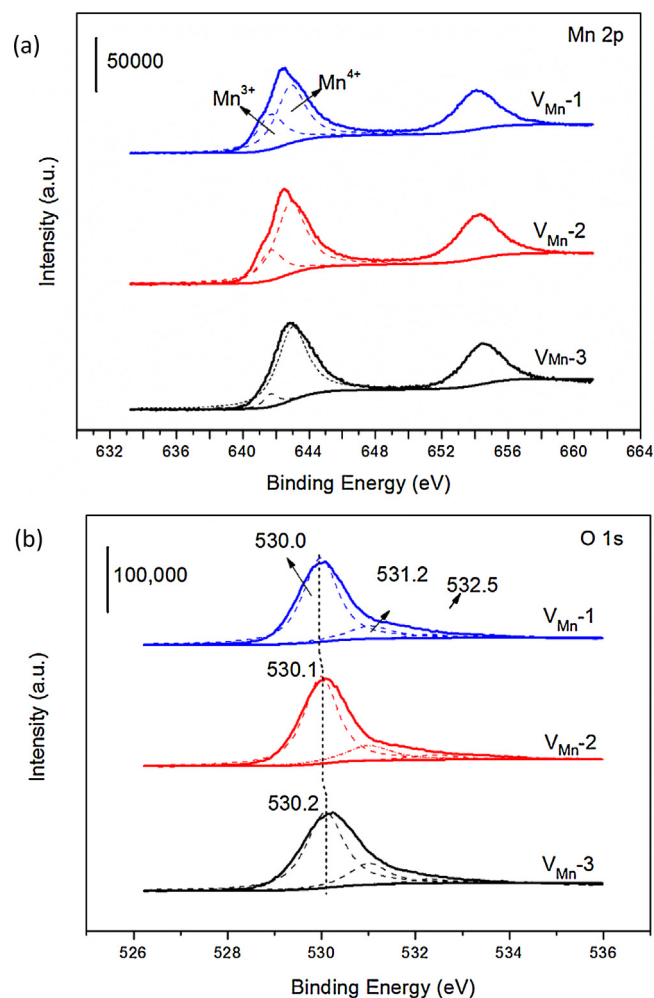 (a)
Mn 2p
50000
Mn3+
Mn4+
VMn-1
VMn-2
VMn-3
Intensity (a.u.)
632 636 640 644 648 652 656 660 664
Binding Energy (eV)
(b)
O 1s
100,000
530.0
531.2
532.5
VMn-1
530.1
VMn-2
530.2
VMn-3
Intensity (a.u.)
526 528 530 532 534 536
Binding Energy (eV)